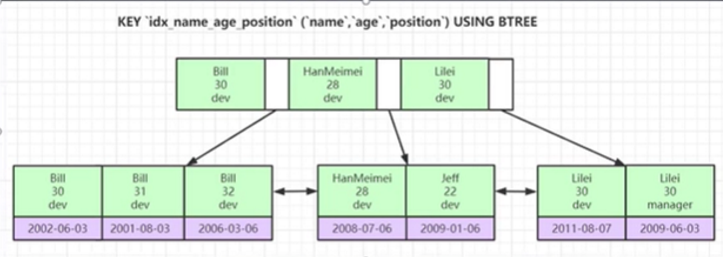 KEY `idx_name_age_position` (`name`,`age`,`position`) USING BTREE
Bill
30
dev
HanMeimei
28
dev
Lilei
30
dev
Bill
30
dev
2002-06-03
Bill
31
dev
2001-08-03
Bill
32
dev
2006-03-06
HanMeimei
28
dev
2008-07-06
Jeff
22
dev
2009-01-06
Lilei
30
dev
2011-08-07
Lilei
30
manager
2009-06-03